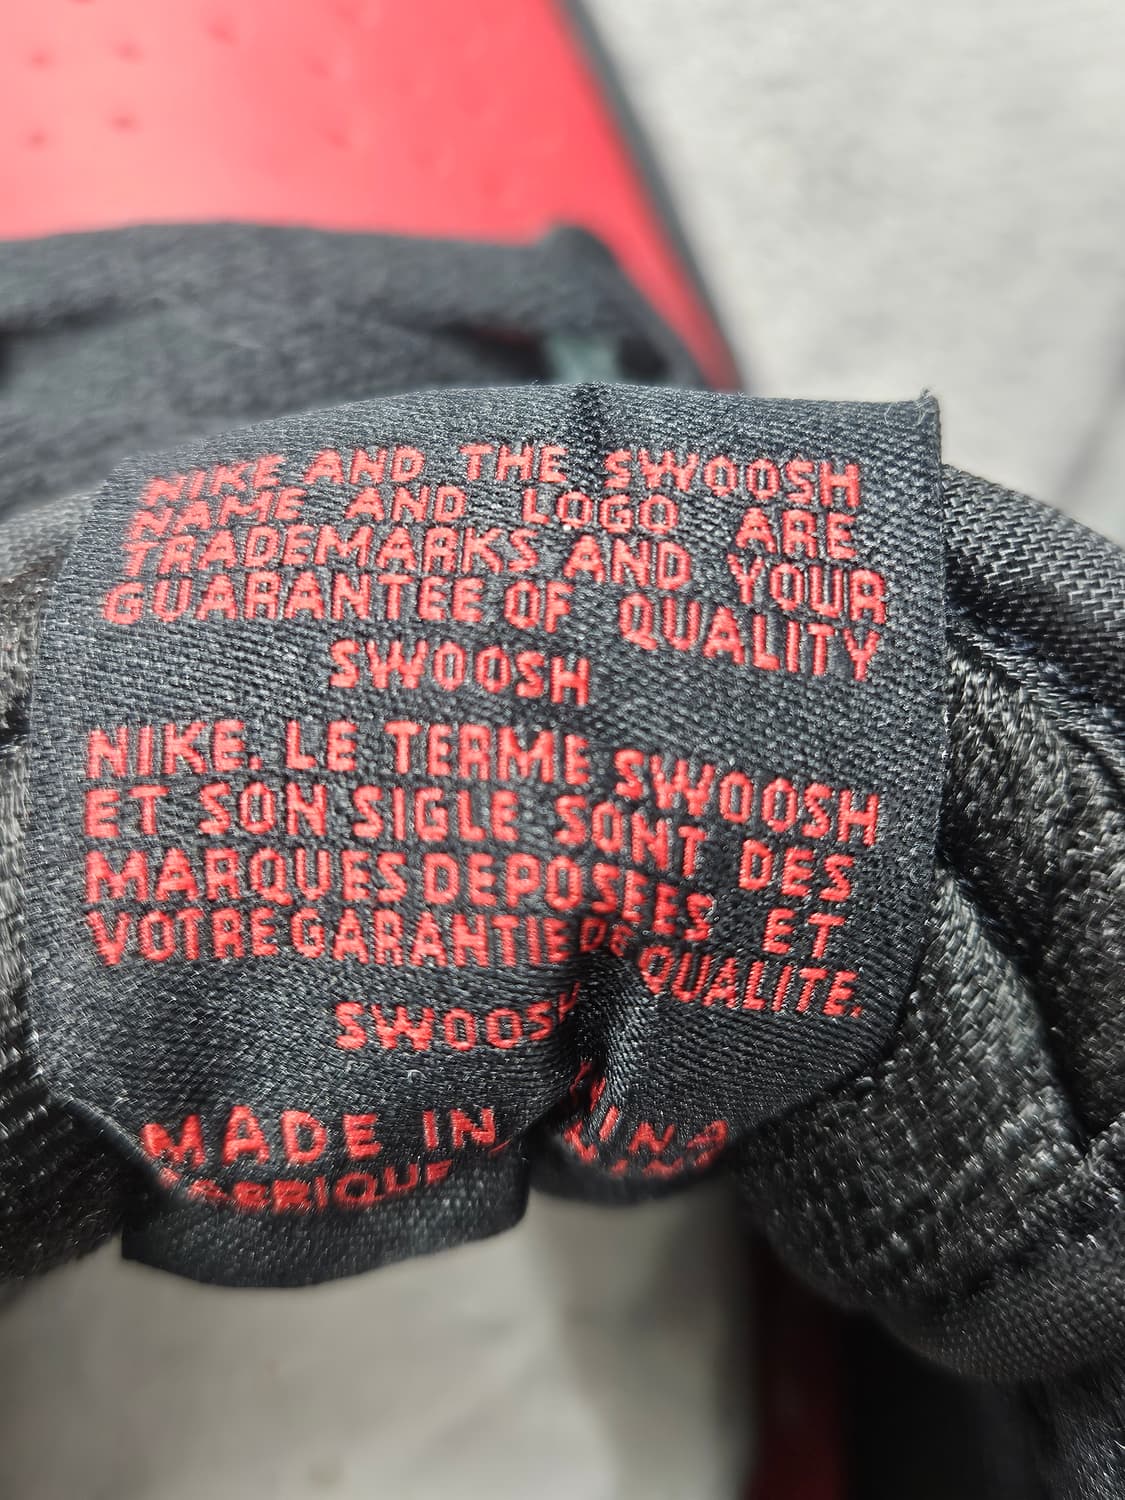 NIKE AND THE SWOOSH
NAME AND LOGO ARE
TRADEMARKS AND YOUR
GUARANTEE OF QUALITY
SWOOSH
NIKE. LE TERME SWOOSH
ET SON SIGLE SONT DES
MARQUES DEPOSEES ET
VOTRE GARANTIE DE QUALITE.
SWOOSH
MADE IN